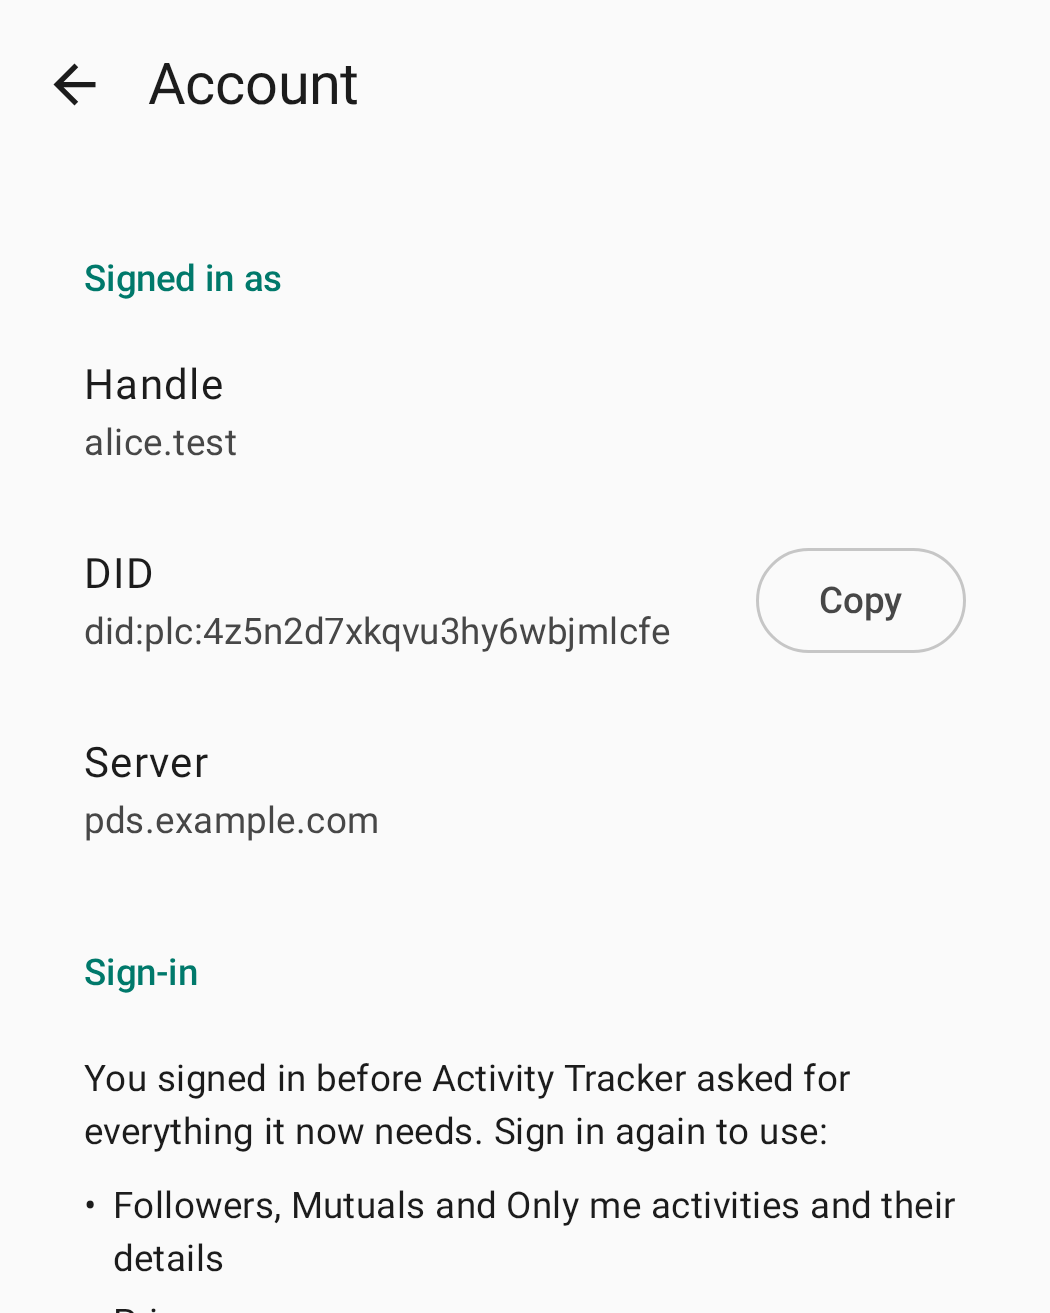 Account
Signed in as
Handle
alice.test
DID
did:plc:4z5n2d7xkqvu3hy6wbjmlcfe
Copy
Server
pds.example.com
Sign-in
You signed in before Activity Tracker asked for
everything it now needs. Sign in again to use:
• Followers, Mutuals and Only me activities and their
details